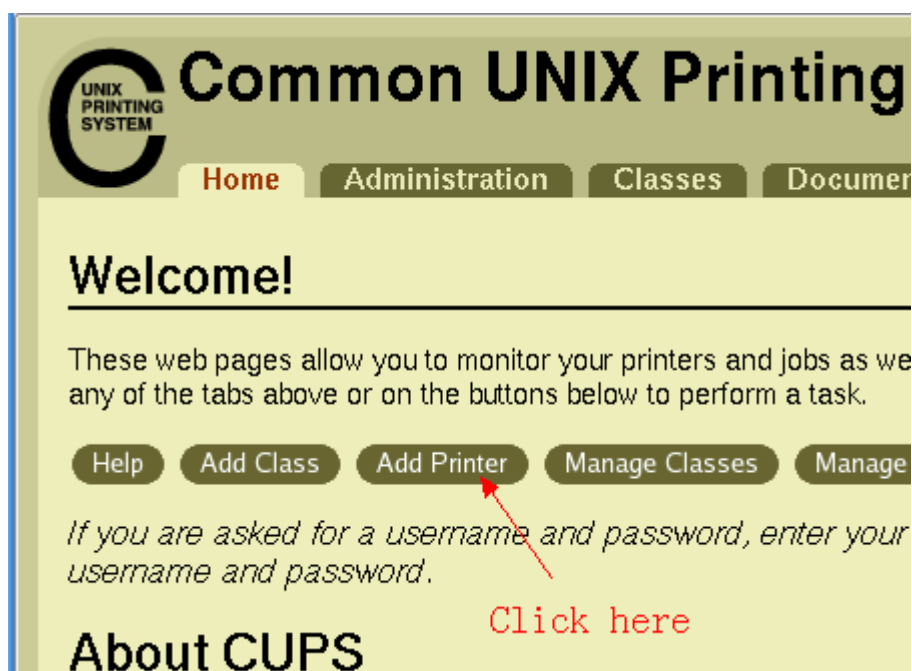 UNIX
PRINTING
SYSTEM
Common UNIX Printing
Home Administration Classes Documen
Welcome!
These web pages allow you to monitor your printers and jobs as we
any of the tabs above or on the buttons below to perform a task.
Help Add Class Add Printer Manage Classes Manage
If you are asked for a username and password, enter your
username and password.
Click here
About CUPS